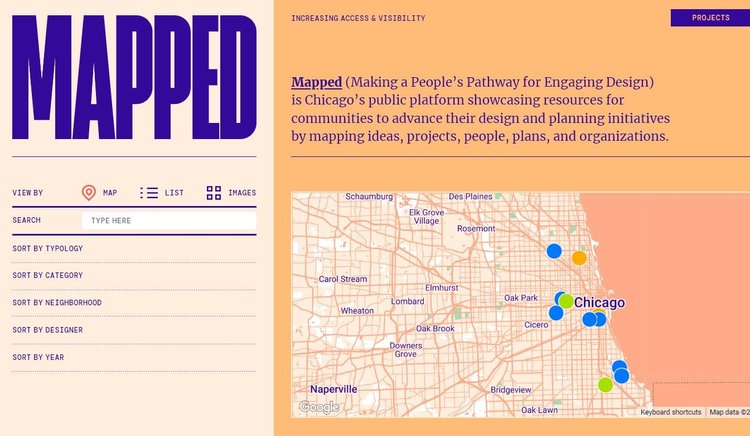 MAPPED
VIEW BY
MAP
LIST
IMAGES
SEARCH
TYPE HERE
SORT BY TYPOLOGY
SORT BY CATEGORY
SORT BY NEIGHBORHOOD
SORT BY DESIGNER
SORT BY YEAR
INCREASING ACCESS & VISIBILITY
PROJECTS
Mapped (Making a People’s Pathway for Engaging Design)
is Chicago’s public platform showcasing resources for
communities to advance their design and planning initiatives
by mapping ideas, projects, people, plans, and organizations.
Schaumburg
Des Plaines
Elk Grove
Village
Rosemont
Carol Stream
Elmhurst
Lombard
Oak Park
Chicago
Wheaton
Cicero
Oak Brook
Downers
Grove
Naperville
Bridgeview
Google
Oak Lawn
Keyboard shortcuts
Map data ©2